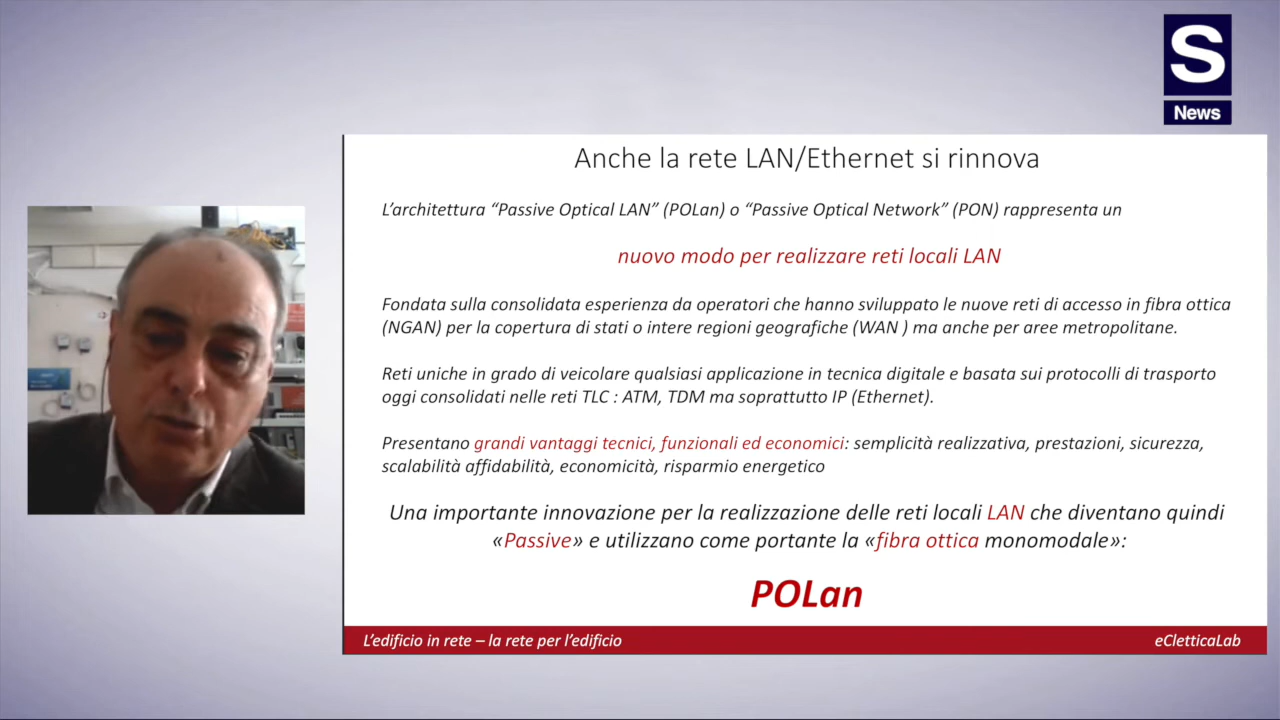 S
News
Anche la rete LAN/Ethernet si rinnova
L'architettura “Passive Optical LAN” (POLan) o “Passive Optical Network” (PON) rappresenta un
nuovo modo per realizzare reti locali LAN
Fondata sulla consolidata esperienza da operatori che hanno sviluppato le nuove reti di accesso in fibra ottica
(NGAN) per la copertura di stati o intere regioni geografiche (WAN ) ma anche per aree metropolitane.
Reti uniche in grado di veicolare qualsiasi applicazione in tecnica digitale e basata sui protocolli di trasporto
oggi consolidati nelle reti TLC : ATM, TDM ma soprattutto IP (Ethernet).
Presentano grandi vantaggi tecnici, funzionali ed economici: semplicità realizzativa, prestazioni, sicurezza,
scalabilità affidabilità, economicità, risparmio energetico
Una importante innovazione per la realizzazione delle reti locali LAN che diventano quindi
«Passive» e utilizzano come portante la «fibra ottica monomodale»:
POLan
L'edificio in rete – la rete per l'edificio
eCletticaLab